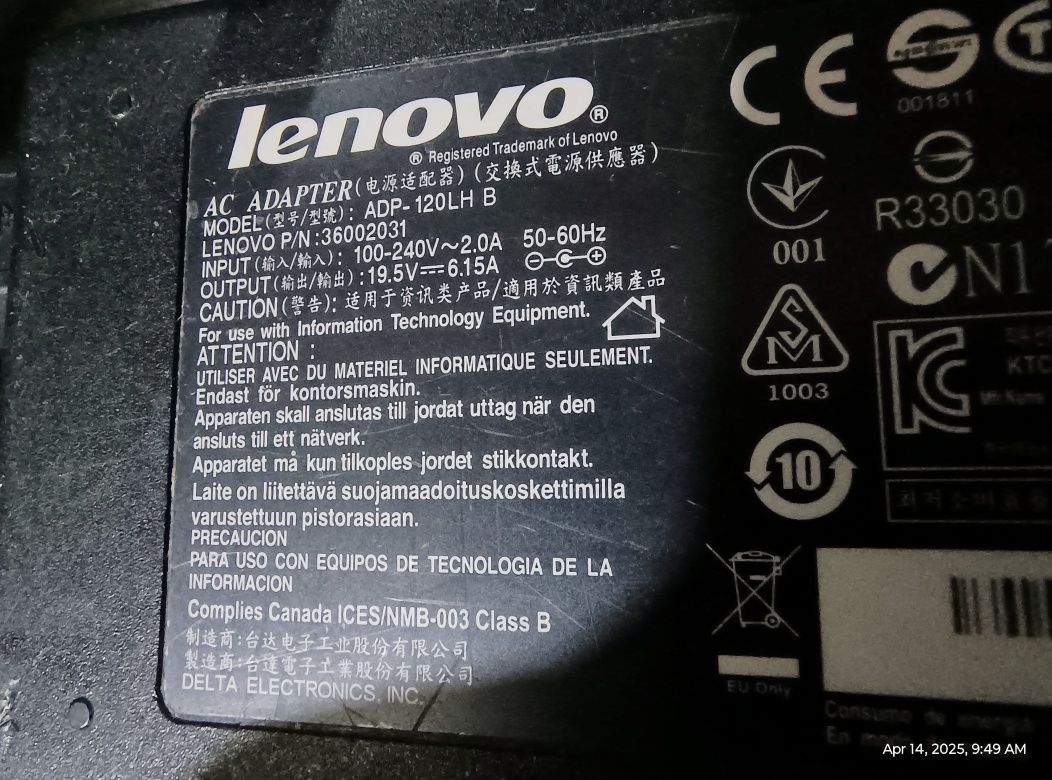 lenovo®
® Registered Trademark of Lenovo
AC ADAPTER(电源适配器)(交換式電源供應器)
MODEL(型号/型號): ADP-120LH B
LENOVO P/N:36002031
INPUT(输入/輸入): 100-240V~2.0A 50-60Hz
OUTPUT(输出/輸出):19.5V⎓6.15A
CAUTION(警告): 适用于资讯类产品/適用於資訊類產品
For use with Information Technology Equipment.
ATTENTION :
UTILISER AVEC DU MATERIEL INFORMATIQUE SEULEMENT.
Endast för kontorsmaskin.
Apparaten skall anslutas till jordat uttag när den
ansluts till ett nätverk.
Apparatet må kun tilkoples jordet stikkontakt.
Laite on liitettävä suojamaadoituskoskettimilla
varustettuun pistorasiaan.
PRECAUCION
PARA USO CON EQUIPOS DE TECNOLOGIA DE LA
INFORMACION
Complies Canada ICES/NMB-003 Class B
制造商:台达电子工业股份有限公司
製造商:台達電子工業股份有限公司
DELTA ELECTRONICS, INC.
CE
001811
R33030
001
N1
1003
KTC
10
EU Only
Consumo de energía
En mod
Apr 14, 2025, 9:49 AM